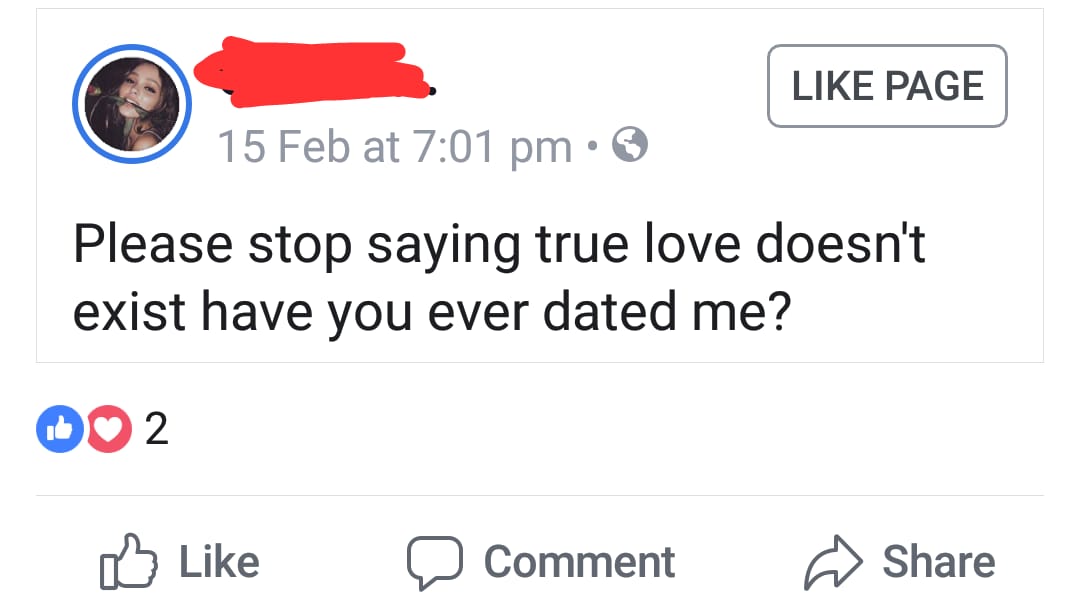 LIKE PAGE
15 Feb at 7:01 pm •
Please stop saying true love doesn't
exist have you ever dated me?
2
Like
Comment
Share